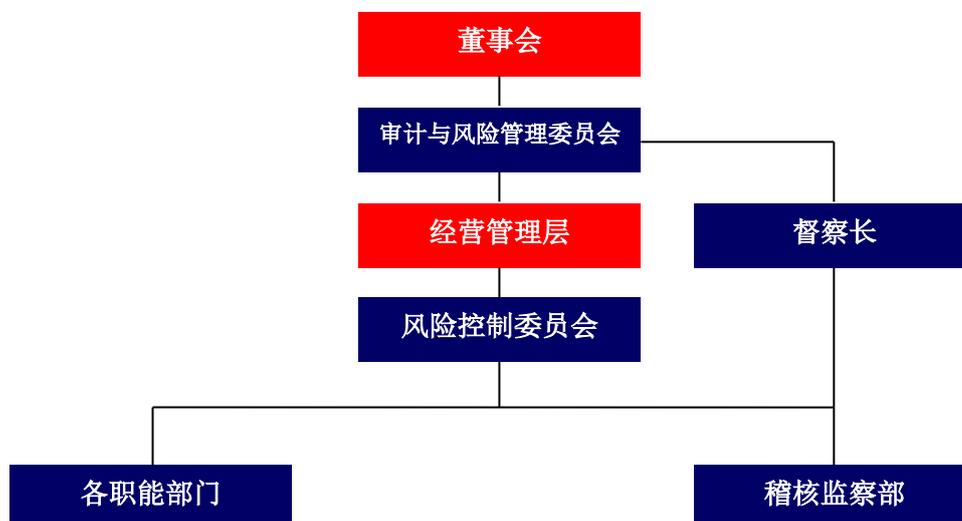 董事会
审计与风险管理委员会
经营管理层
督察长
风险控制委员会
各职能部门
稽核监察部